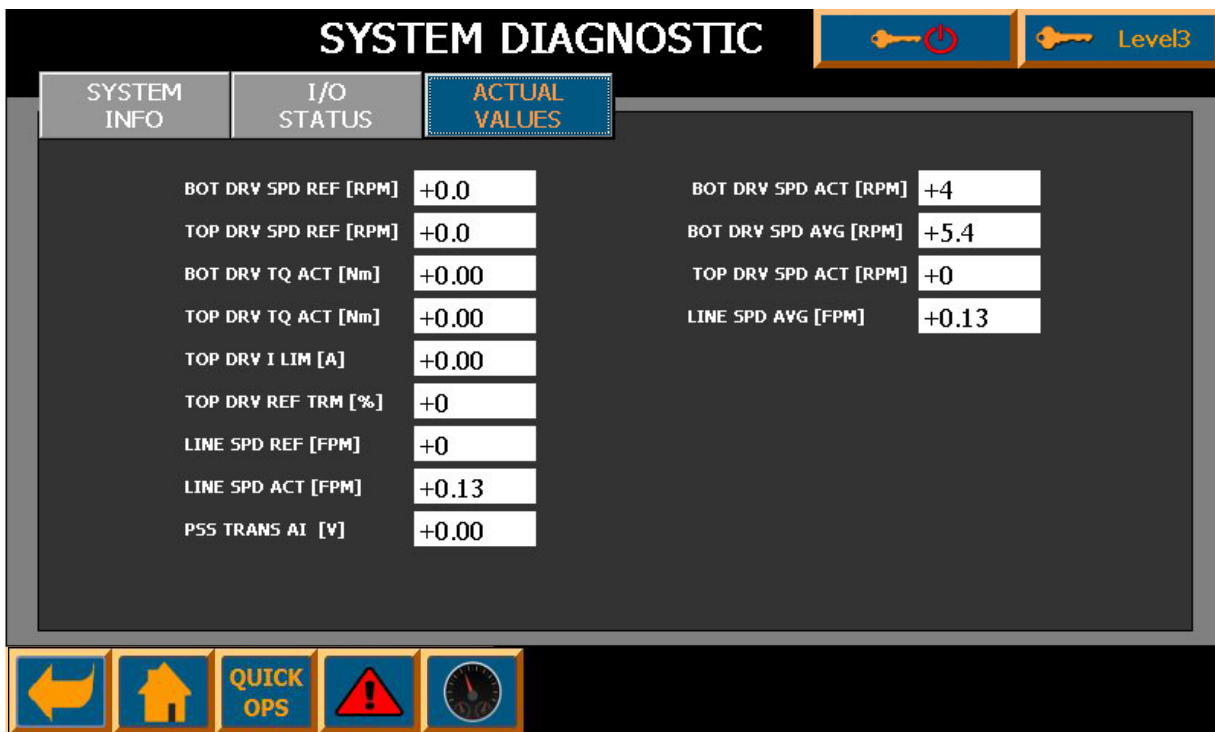 SYSTEM DIAGNOSTIC
Level3
SYSTEM
INFO
I/O
STATUS
ACTUAL
VALUES
BOT DRV SPD REF [RPM] +0.0
TOP DRV SPD REF [RPM] +0.0
BOT DRV TQ ACT [Nm] +0.00
TOP DRV TQ ACT [Nm] +0.00
TOP DRV I LIM [A] +0.00
TOP DRV REF TRM [%] +0
LINE SPD REF [FPM] +0
LINE SPD ACT [FPM] +0.13
PSS TRANS AI [V] +0.00
BOT DRV SPD ACT [RPM] +4
BOT DRV SPD AVG [RPM] +5.4
TOP DRV SPD ACT [RPM] +0
LINE SPD AVG [FPM] +0.13
QUICK
OPS